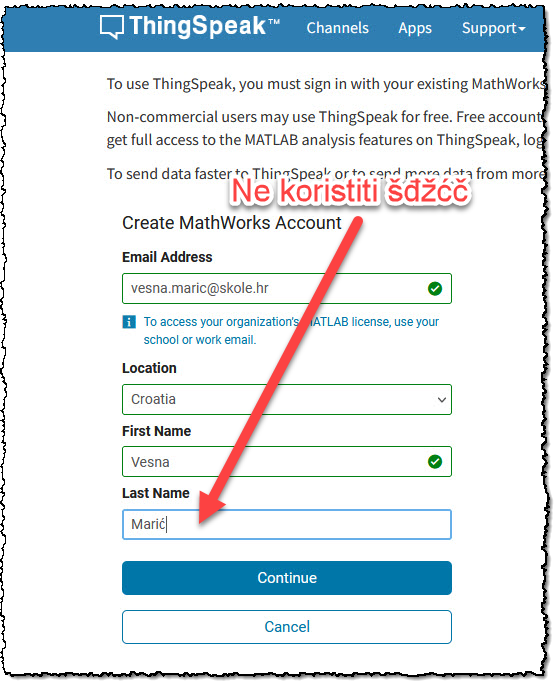 ThingSpeak™ Channels Apps Support
To use ThingSpeak, you must sign in with your existing MathWorks
Non-commercial users may use ThingSpeak for free. Free account
get full access to the MATLAB analysis features on ThingSpeak, log
To send data faster to ThingSpeak or to send more data from more
Ne koristiti šđžćč
Create MathWorks Account
Email Address
vesna.maric@skole.hr
To access your organization's MATLAB license, use your
school or work email.
Location
Croatia
First Name
Vesna
Last Name
Marić
Continue
Cancel